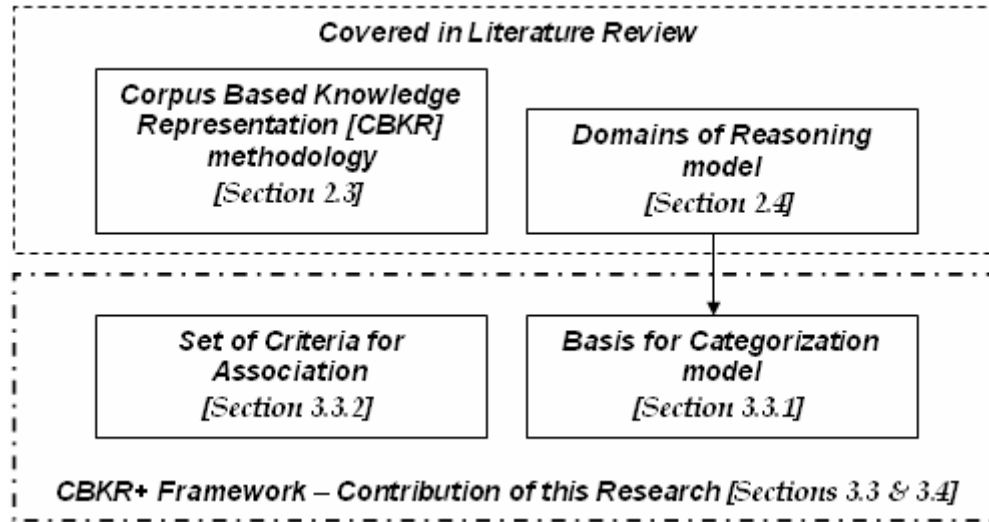 Covered in Literature Review
Corpus Based Knowledge
Representation [CBKR]
methodology
[Section 2.3]
Domains of Reasoning
model
[Section 2.4]
Set of Criteria for
Association
[Section 3.3.2]
Basis for Categorization
model
[Section 3.3.1]
CBKR+ Framework – Contribution of this Research [Sections 3.3 & 3.4]